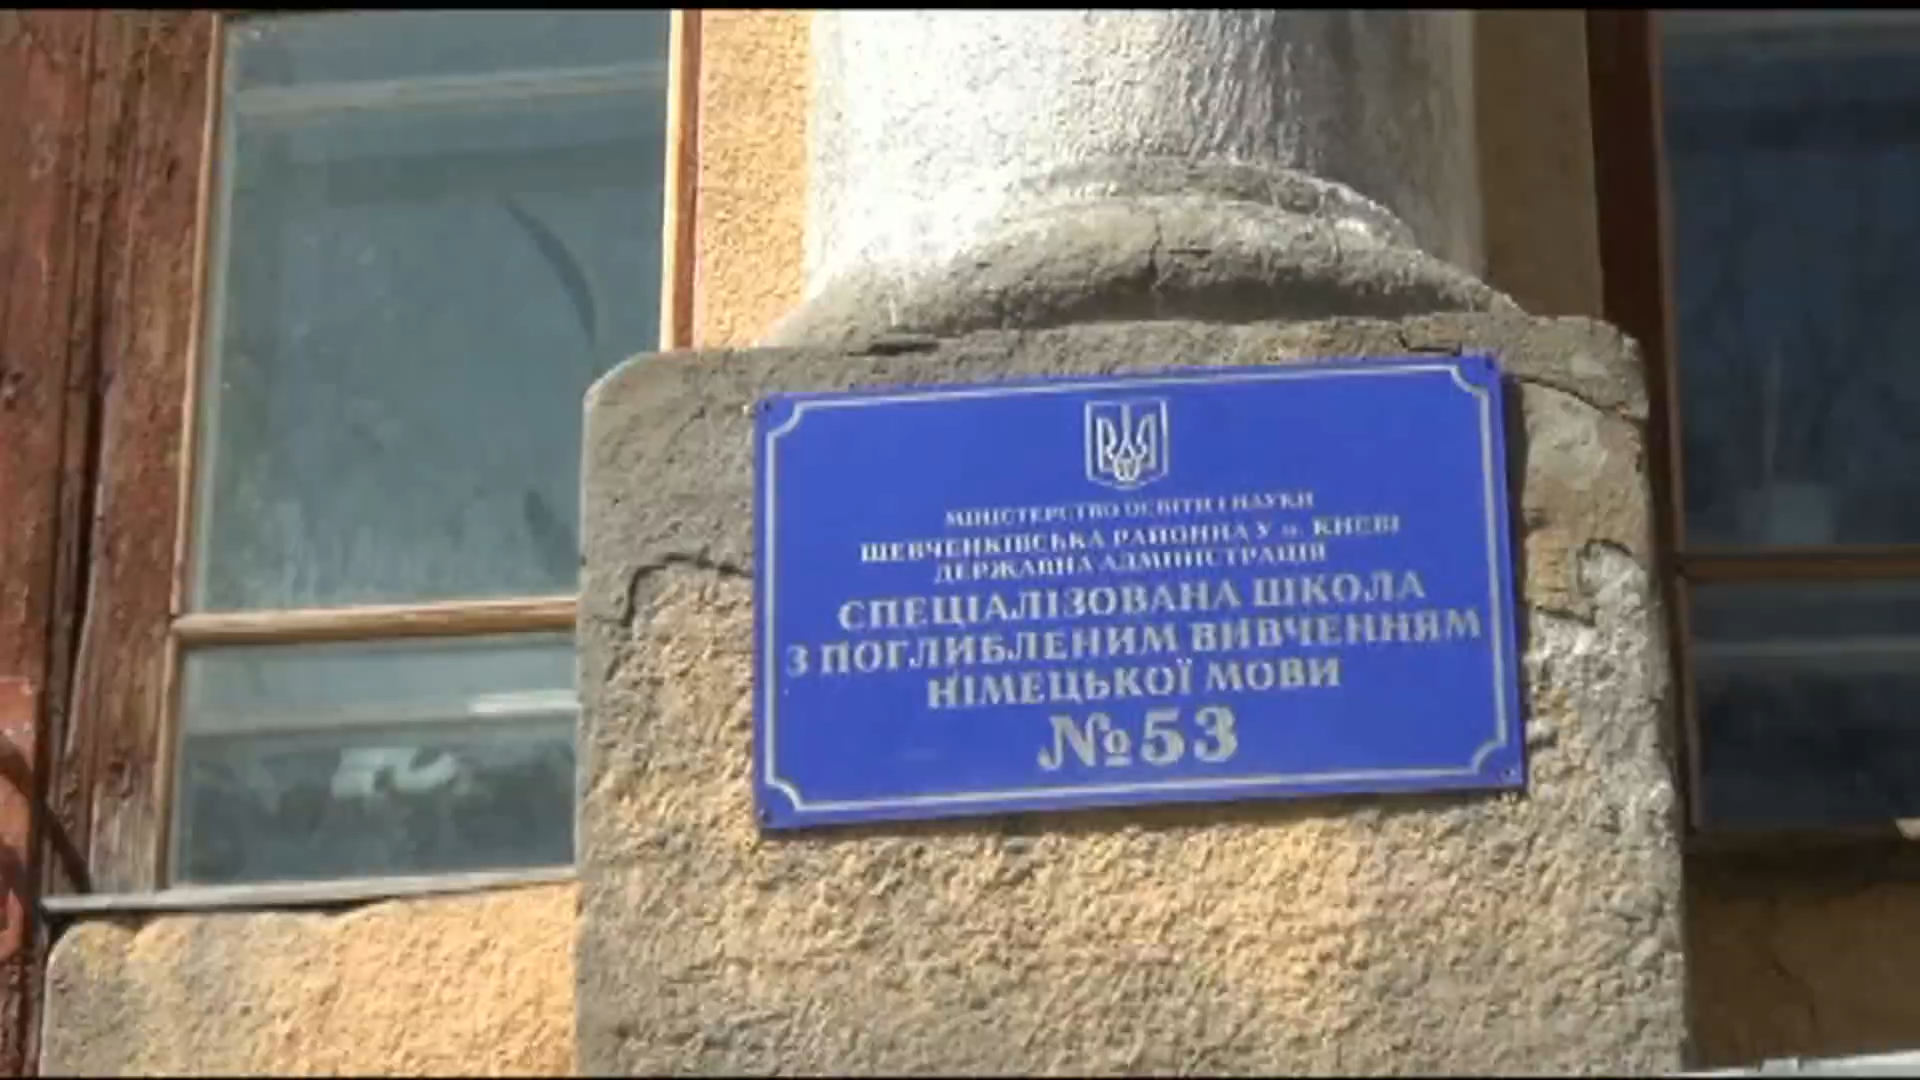 МІНІСТЕРСТВО ОСВІТИ І НАУКИ
ШЕВЧЕНКІВСЬКА РАЙОННА У м. КИЄВІ
ДЕРЖАВНА АДМІНІСТРАЦІЯ
СПЕЦІАЛІЗОВАНА ШКОЛА
З ПОГЛИБЛЕНИМ ВИВЧЕННЯМ
НІМЕЦЬКОЇ МОВИ
№53